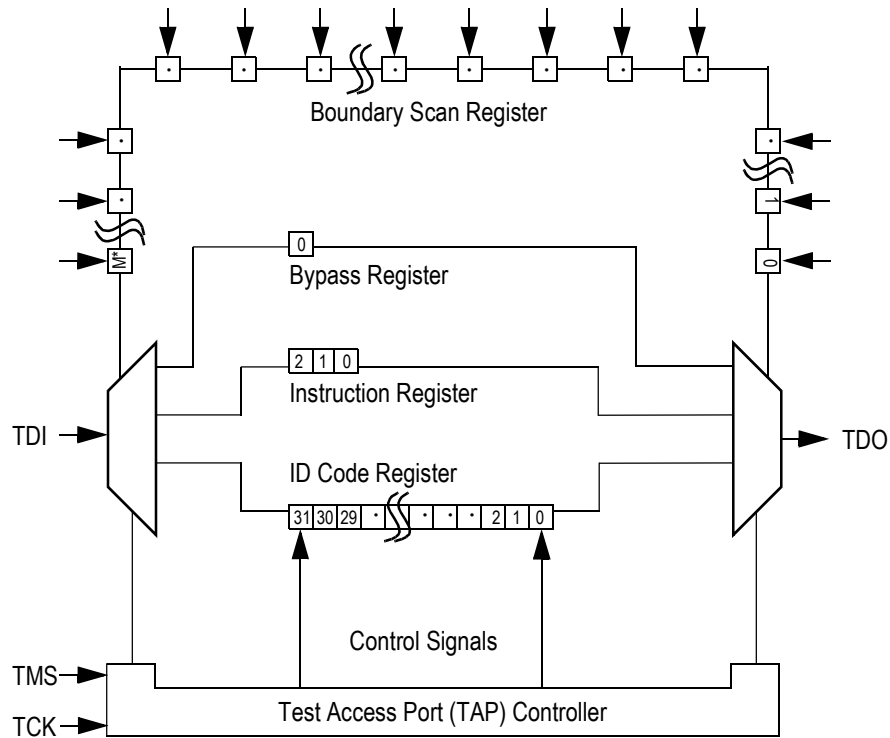 Boundary Scan Register
1
M*
0
0
Bypass Register
2 1 0
Instruction Register
TDI
TDO
ID Code Register
31 30 29 · · · · · 2 1 0
Control Signals
TMS
Test Access Port (TAP) Controller
TCK